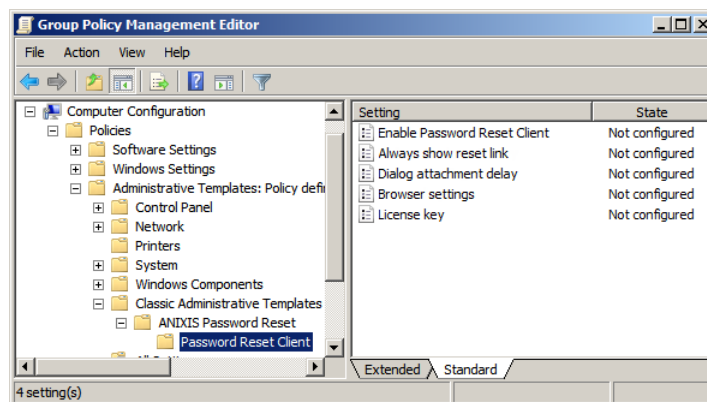 Group Policy Management Editor
File Action View Help
Computer Configuration
Policies
Software Settings
Windows Settings
Administrative Templates: Policy defi
Control Panel
Network
Printers
System
Windows Components
Classic Administrative Templates
ANIXIS Password Reset
Password Reset Client
Setting State
Enable Password Reset Client Not configured
Always show reset link Not configured
Dialog attachment delay Not configured
Browser settings Not configured
License key Not configured
Extended Standard
4 setting(s)